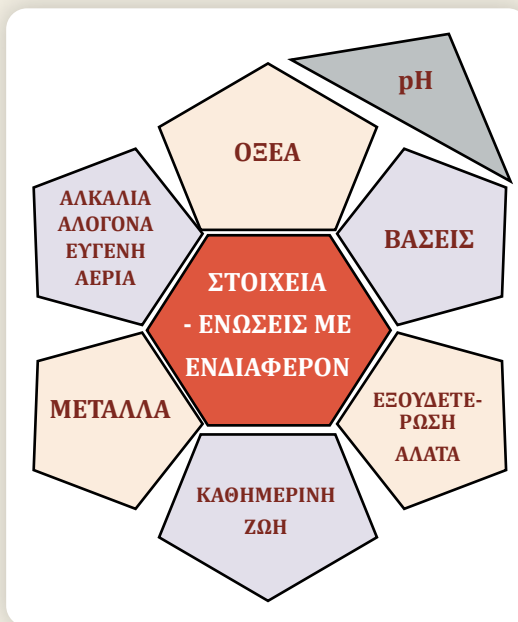 pH
ΟΞΕΑ
ΒΑΣΕΙΣ
ΑΛΚΑΛΙΑ
ΑΛΟΓΟΝΑ
ΕΥΓΕΝΗ
ΑΕΡΙΑ
ΣΤΟΙΧΕΙΑ
- ΕΝΩΣΕΙΣ ΜΕ
ΕΝΔΙΑΦΕΡΟΝ
ΜΕΤΑΛΛΑ
ΕΞΟΥΔΕΤΕ-
ΡΩΣΗ
ΑΛΑΤΑ
ΚΑΘΗΜΕΡΙΝΗ
ΖΩΗ